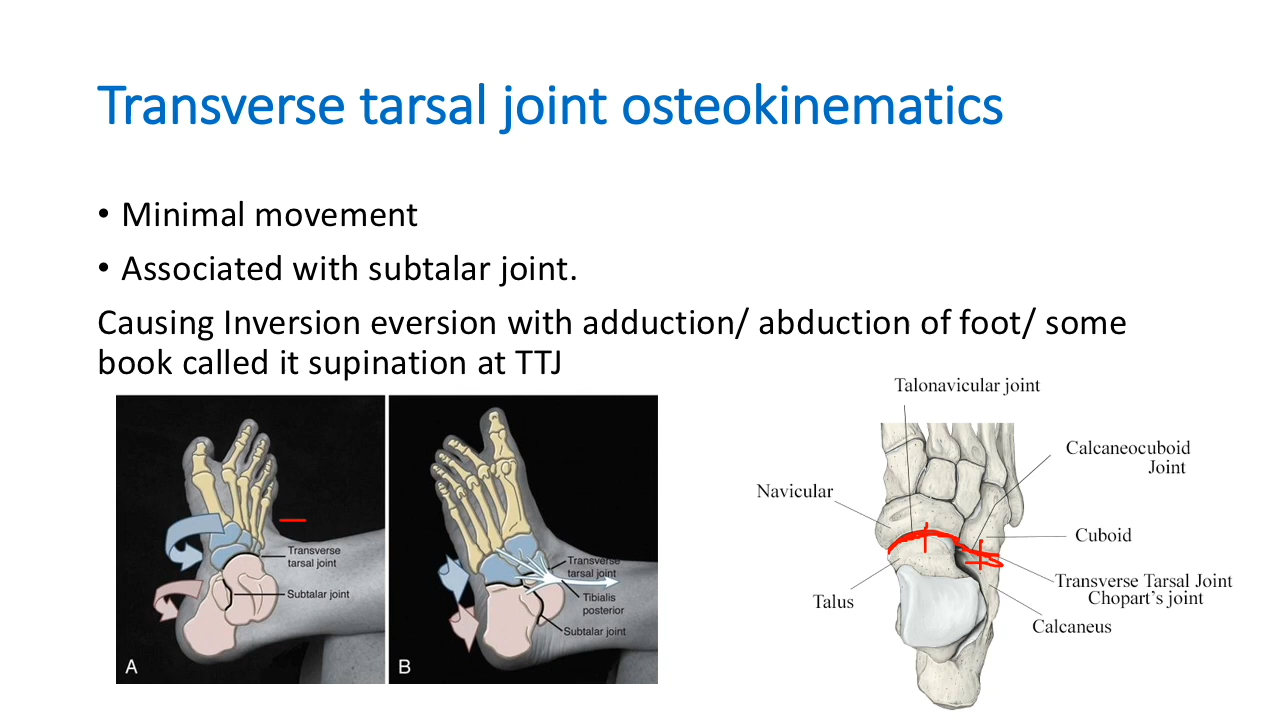 Transverse tarsal joint osteokinematics
• Minimal movement
• Associated with subtalar joint.
Causing Inversion eversion with adduction/ abduction of foot/ some
book called it supination at TTJ
Transverse
tarsal joint
Subtalar joint
A
Transverse
tarsal joint
Tibialis
posterior
Subtalar joint
B
Talonavicular joint
Calcaneocuboid
Joint
Navicular
Cuboid
Transverse Tarsal Joint
Chopart's joint
Talus
Calcaneus